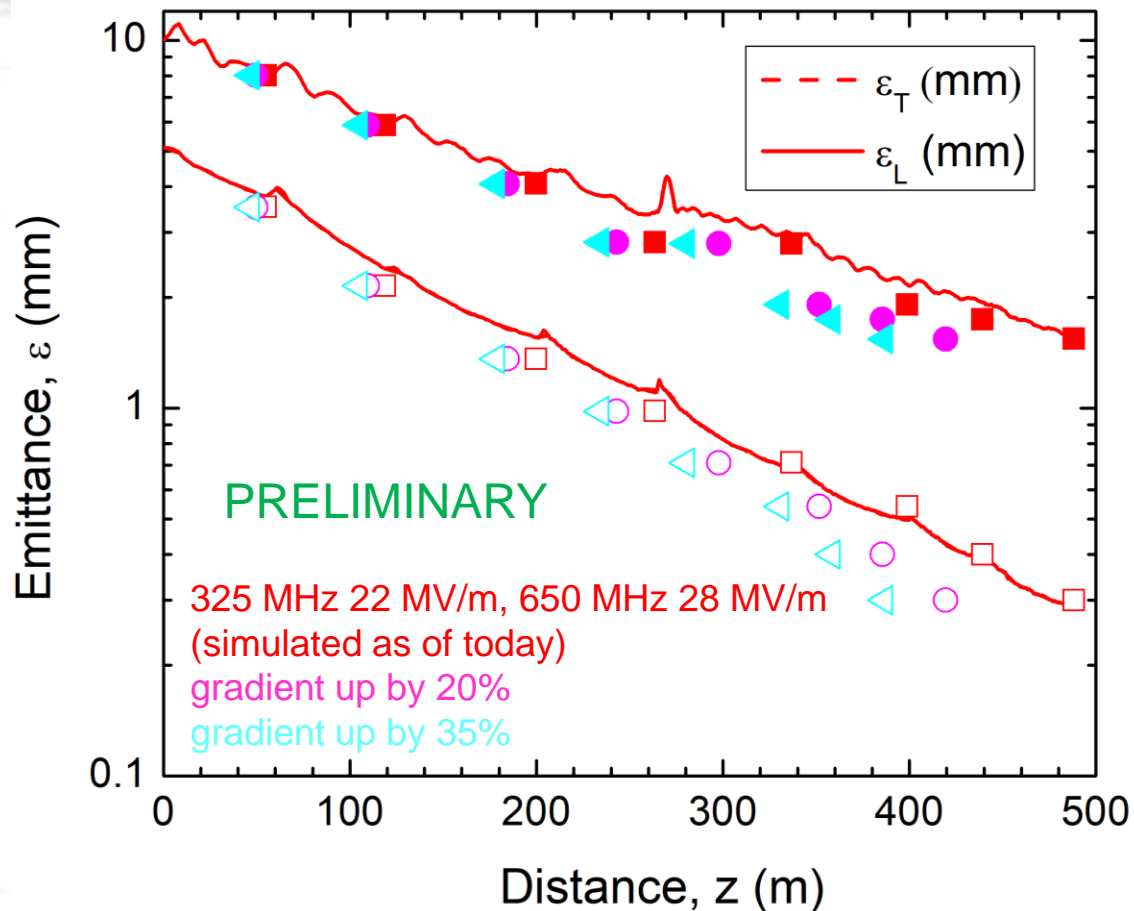 10
1
0.1
Emittance, ε (mm)
ε_T (mm)
ε_L (mm)
PRELIMINARY
325 MHz 22 MV/m, 650 MHz 28 MV/m
(simulated as of today)
gradient up by 20%
gradient up by 35%
0 100 200 300 400 500
Distance, z (m)